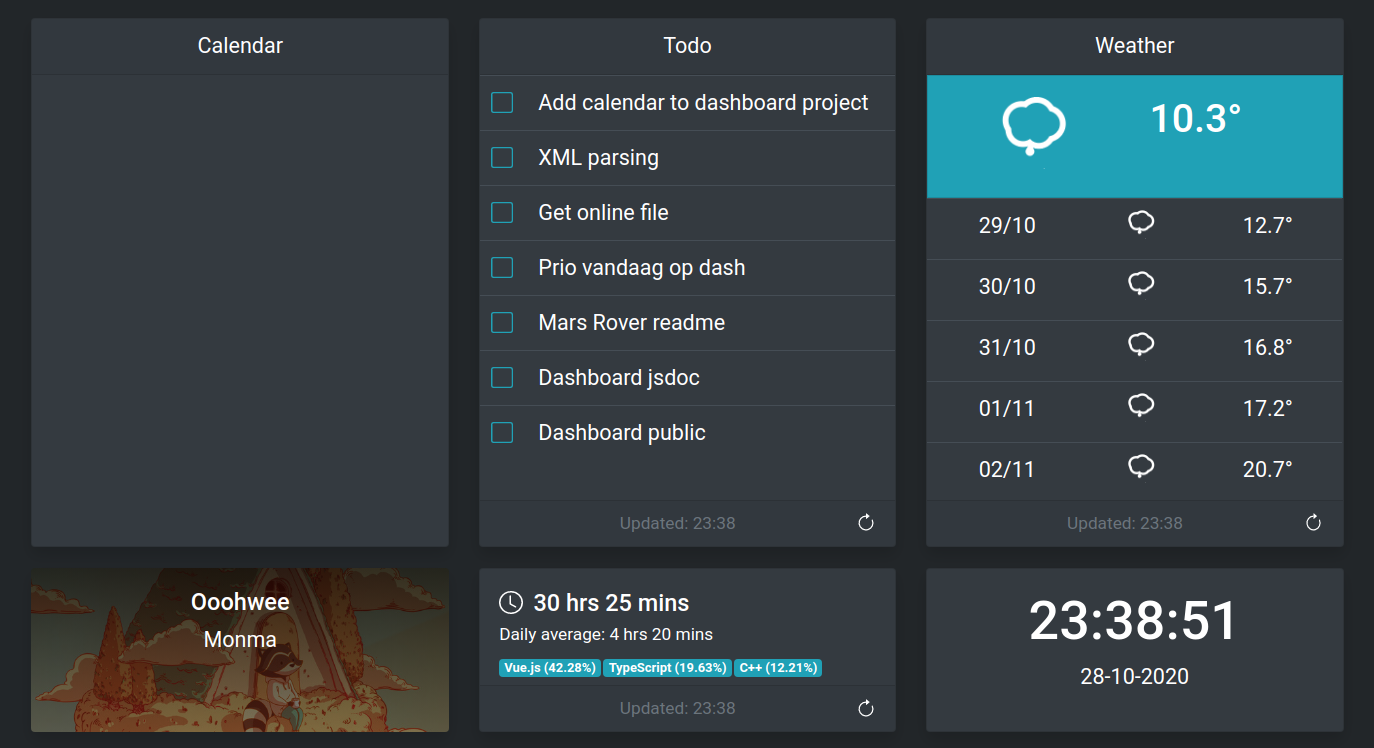 Calendar
Todo
Add calendar to dashboard project
XML parsing
Get online file
Prio vandaag op dash
Mars Rover readme
Dashboard jsdoc
Dashboard public
Updated: 23:38
Weather
10.3°
29/10 12.7°
30/10 15.7°
31/10 16.8°
01/11 17.2°
02/11 20.7°
Updated: 23:38
Ooohwee
Monma
30 hrs 25 mins
Daily average: 4 hrs 20 mins
Vue.js (42.28%) TypeScript (19.63%) C++ (12.21%)
Updated: 23:38
23:38:51
28-10-2020